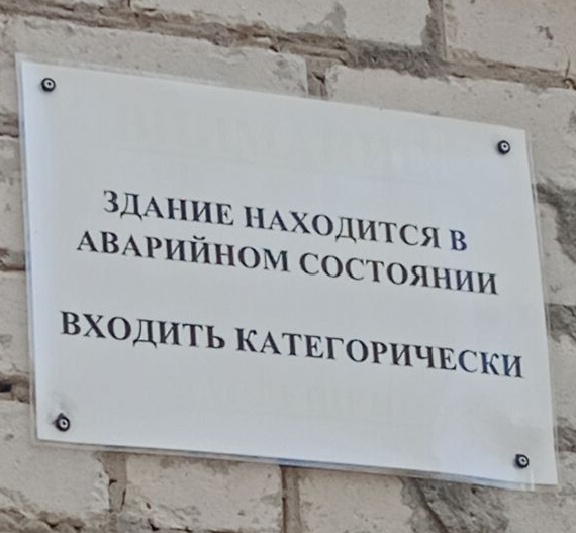 ЗДАНИЕ НАХОДИТСЯ В
АВАРИЙНОМ СОСТОЯНИИ
ВХОДИТЬ КАТЕГОРИЧЕСКИ